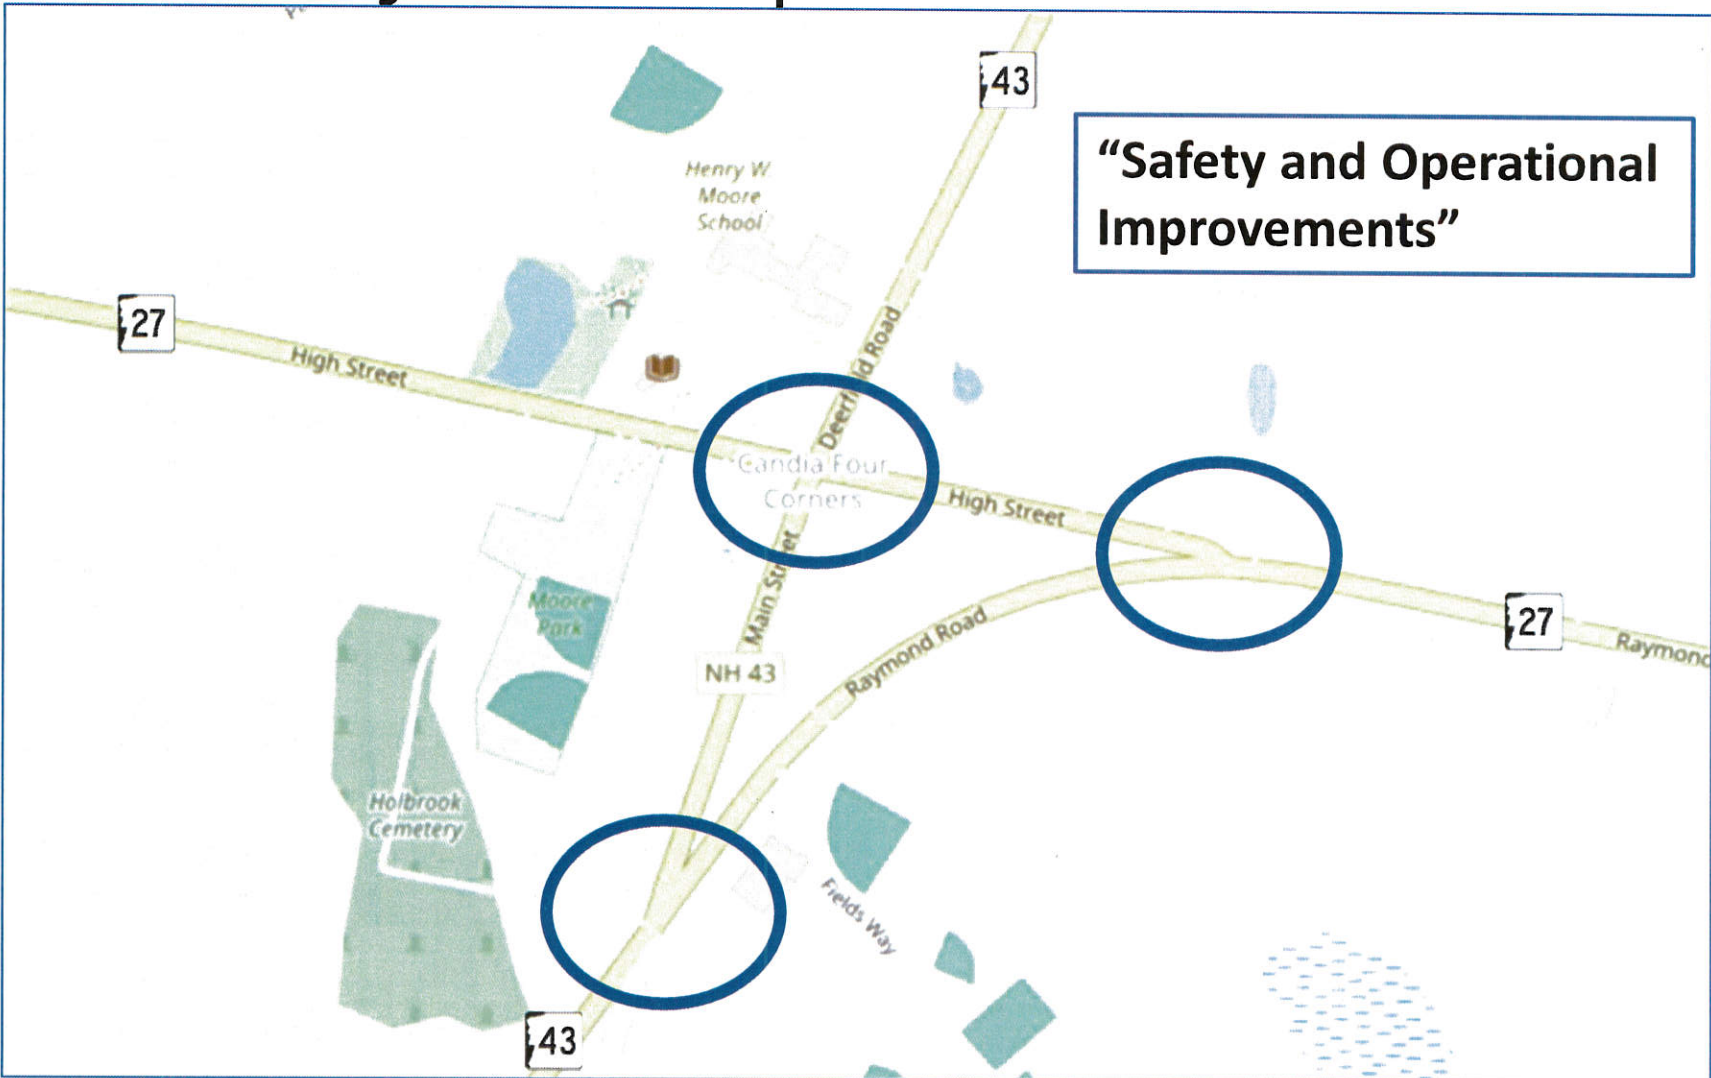 43
“Safety and Operational
Improvements”
Henry W.
Moore
School
27
High Street
Deerfield Road
Candia Four
Corners
High Street
Main Street
Moore
Park
NH 43
Raymond Road
27
Raymond
Holbrook
Cemetery
Fields Way
43